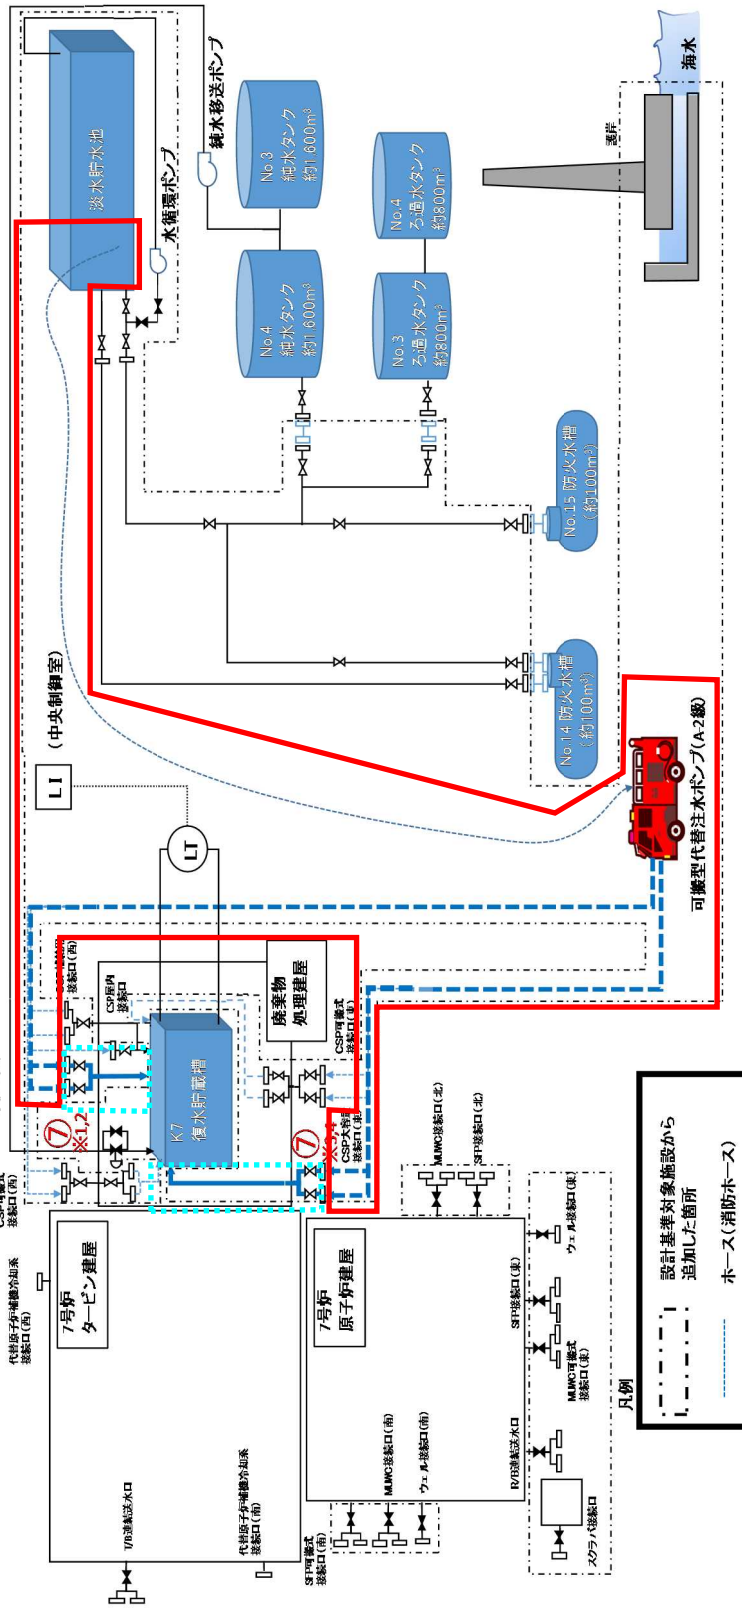 淡水貯水池
水循環ポンプ
純水移送ポンプ
No.3
純水タンク
約1,600m³
No.4
純水タンク
約1,600m³
No.4
ろ過水タンク
約800m³
No.3
ろ過水タンク
約800m³
No.15 防火水槽
(約100m³)
No.14 防火水槽
(約100m³)
護岸
海水
可搬型代替注水ポンプ(A-2級)
(中央制御室)
LI
LT
接続口(西)
CSP屋内
接続口
廃棄物
処理建屋
CSP可搬式
接続口(東)
K7
復水貯蔵槽
⑦
※1,2
⑦
CSP大容量
接続口(東)
接続口(西)
代替原子炉補機冷却系
接続口(西)
7号炉
タービン建屋
T/B連結送水口
代替原子炉補機冷却系
接続口(南)
7号炉
原子炉建屋
MUWC接続口(北)
SFP接続口(北)
SFP可搬式
接続口(南)
MUWC接続口(南)
ウェル接続口(南)
ウェル接続口(東)
SFP接続口(東)
MUWC可搬式
接続口(東)
R/B連結送水口
スクラバ接続口
凡例
設計基準対象施設から
追加した箇所
ホース(消防ホース)